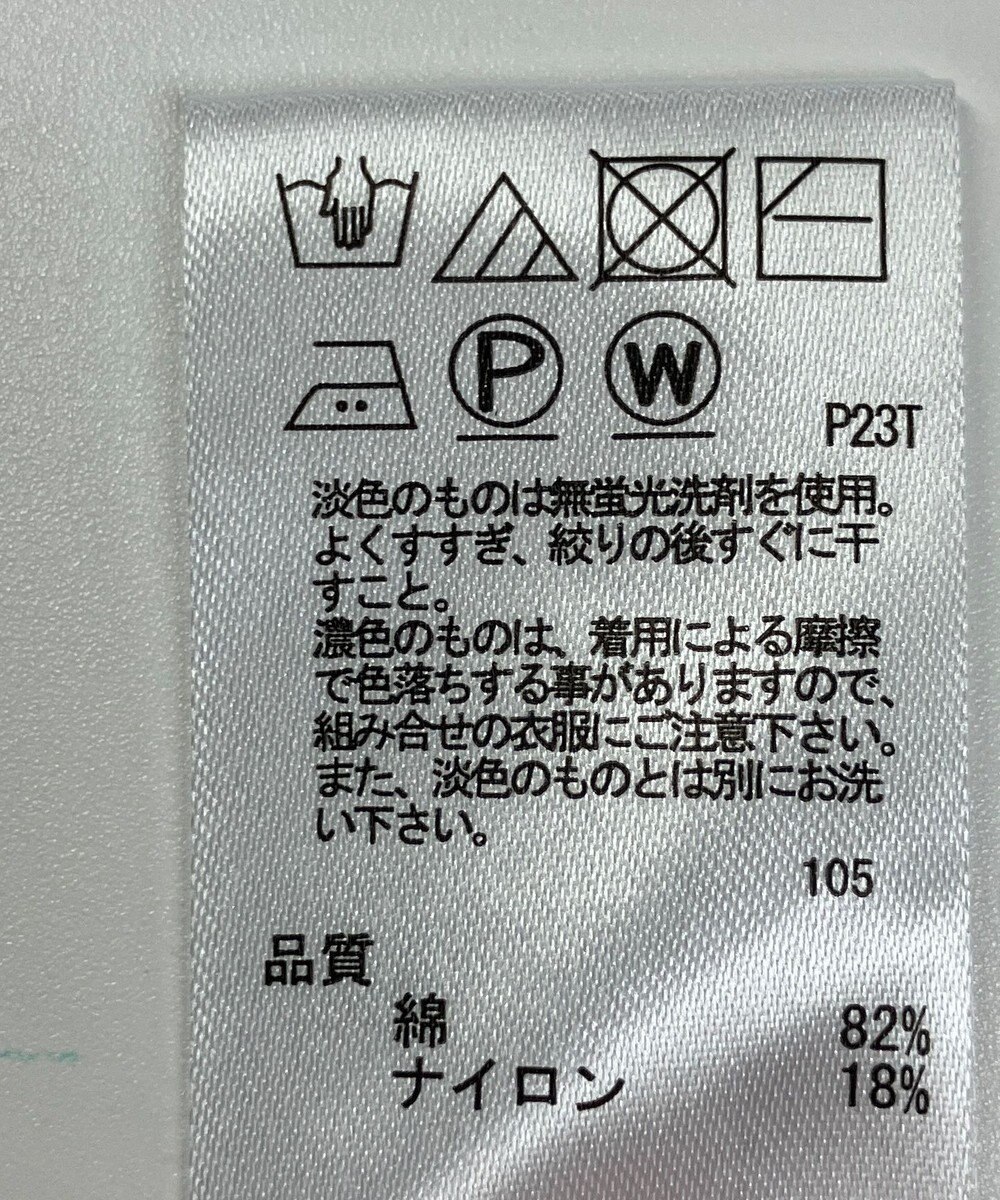 P W
P23T
淡色のものは無蛍光洗剤を使用。
よくすすぎ、絞りの後すぐに干
すこと。
濃色のものは、着用による摩擦
で色落ちする事がありますので、
組み合せの衣服にご注意下さい。
また、淡色のものとは別にお洗
い下さい。
105
品質
綿 82%
ナイロン 18%